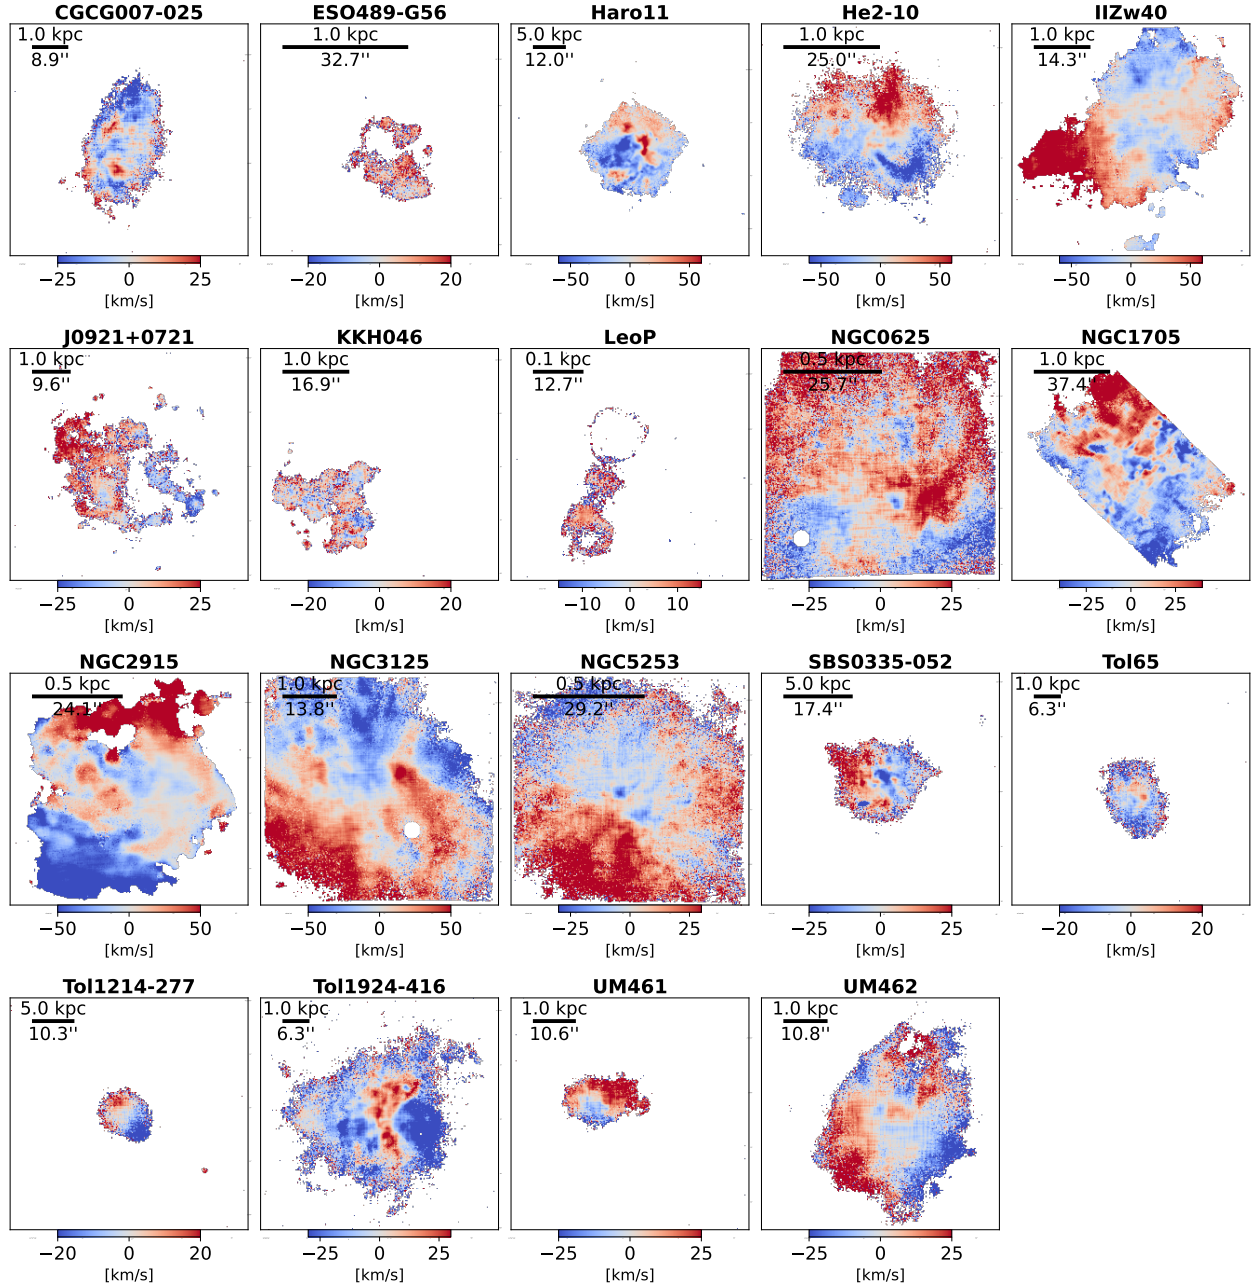 CGCG007-025
1.0 kpc
8.9''
−25 0 25
[km/s]
ESO489-G56
1.0 kpc
32.7''
−20 0 20
[km/s]
Haro11
5.0 kpc
12.0''
−50 0 50
[km/s]
He2-10
1.0 kpc
25.0''
−50 0 50
[km/s]
IIZw40
1.0 kpc
14.3''
−50 0 50
[km/s]
J0921+0721
1.0 kpc
9.6''
−25 0 25
[km/s]
KKH046
1.0 kpc
16.9''
−20 0 20
[km/s]
LeoP
0.1 kpc
12.7''
−10 0 10
[km/s]
NGC0625
0.5 kpc
25.7''
−25 0 25
[km/s]
NGC1705
1.0 kpc
37.4''
−25 0 25
[km/s]
NGC2915
0.5 kpc
24.1''
−50 0 50
[km/s]
NGC3125
1.0 kpc
13.8''
−50 0 50
[km/s]
NGC5253
0.5 kpc
29.2''
−25 0 25
[km/s]
SBS0335-052
5.0 kpc
17.4''
−25 0 25
[km/s]
Tol65
1.0 kpc
6.3''
−20 0 20
[km/s]
Tol1214-277
5.0 kpc
10.3''
−20 0 20
[km/s]
Tol1924-416
1.0 kpc
6.3''
−25 0 25
[km/s]
UM461
1.0 kpc
10.6''
−25 0 25
[km/s]
UM462
1.0 kpc
10.8''
−25 0 25
[km/s]